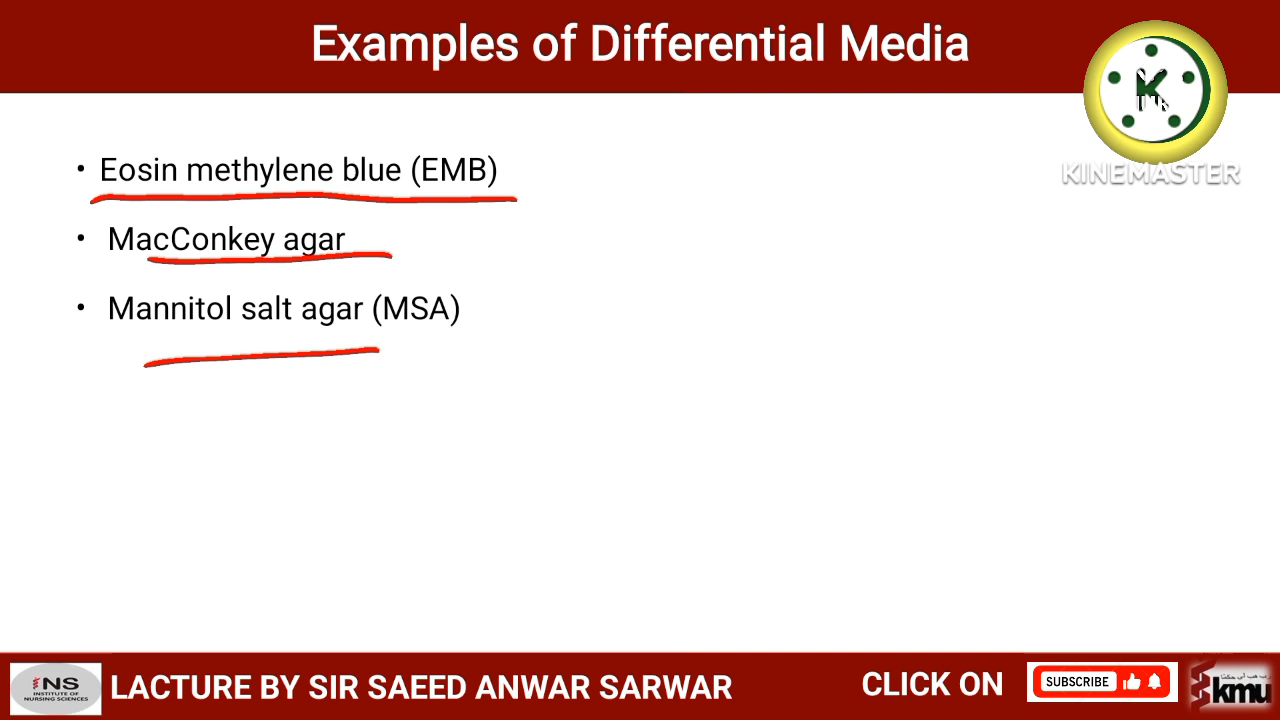 Examples of Differential Media
K
KINEMASTER
• Eosin methylene blue (EMB)
• MacConkey agar
• Mannitol salt agar (MSA)
INS
INSTITUTE OF
NURSING SCIENCES
LACTURE BY SIR SAEED ANWAR SARWAR
CLICK ON
SUBSCRIBE
kmu